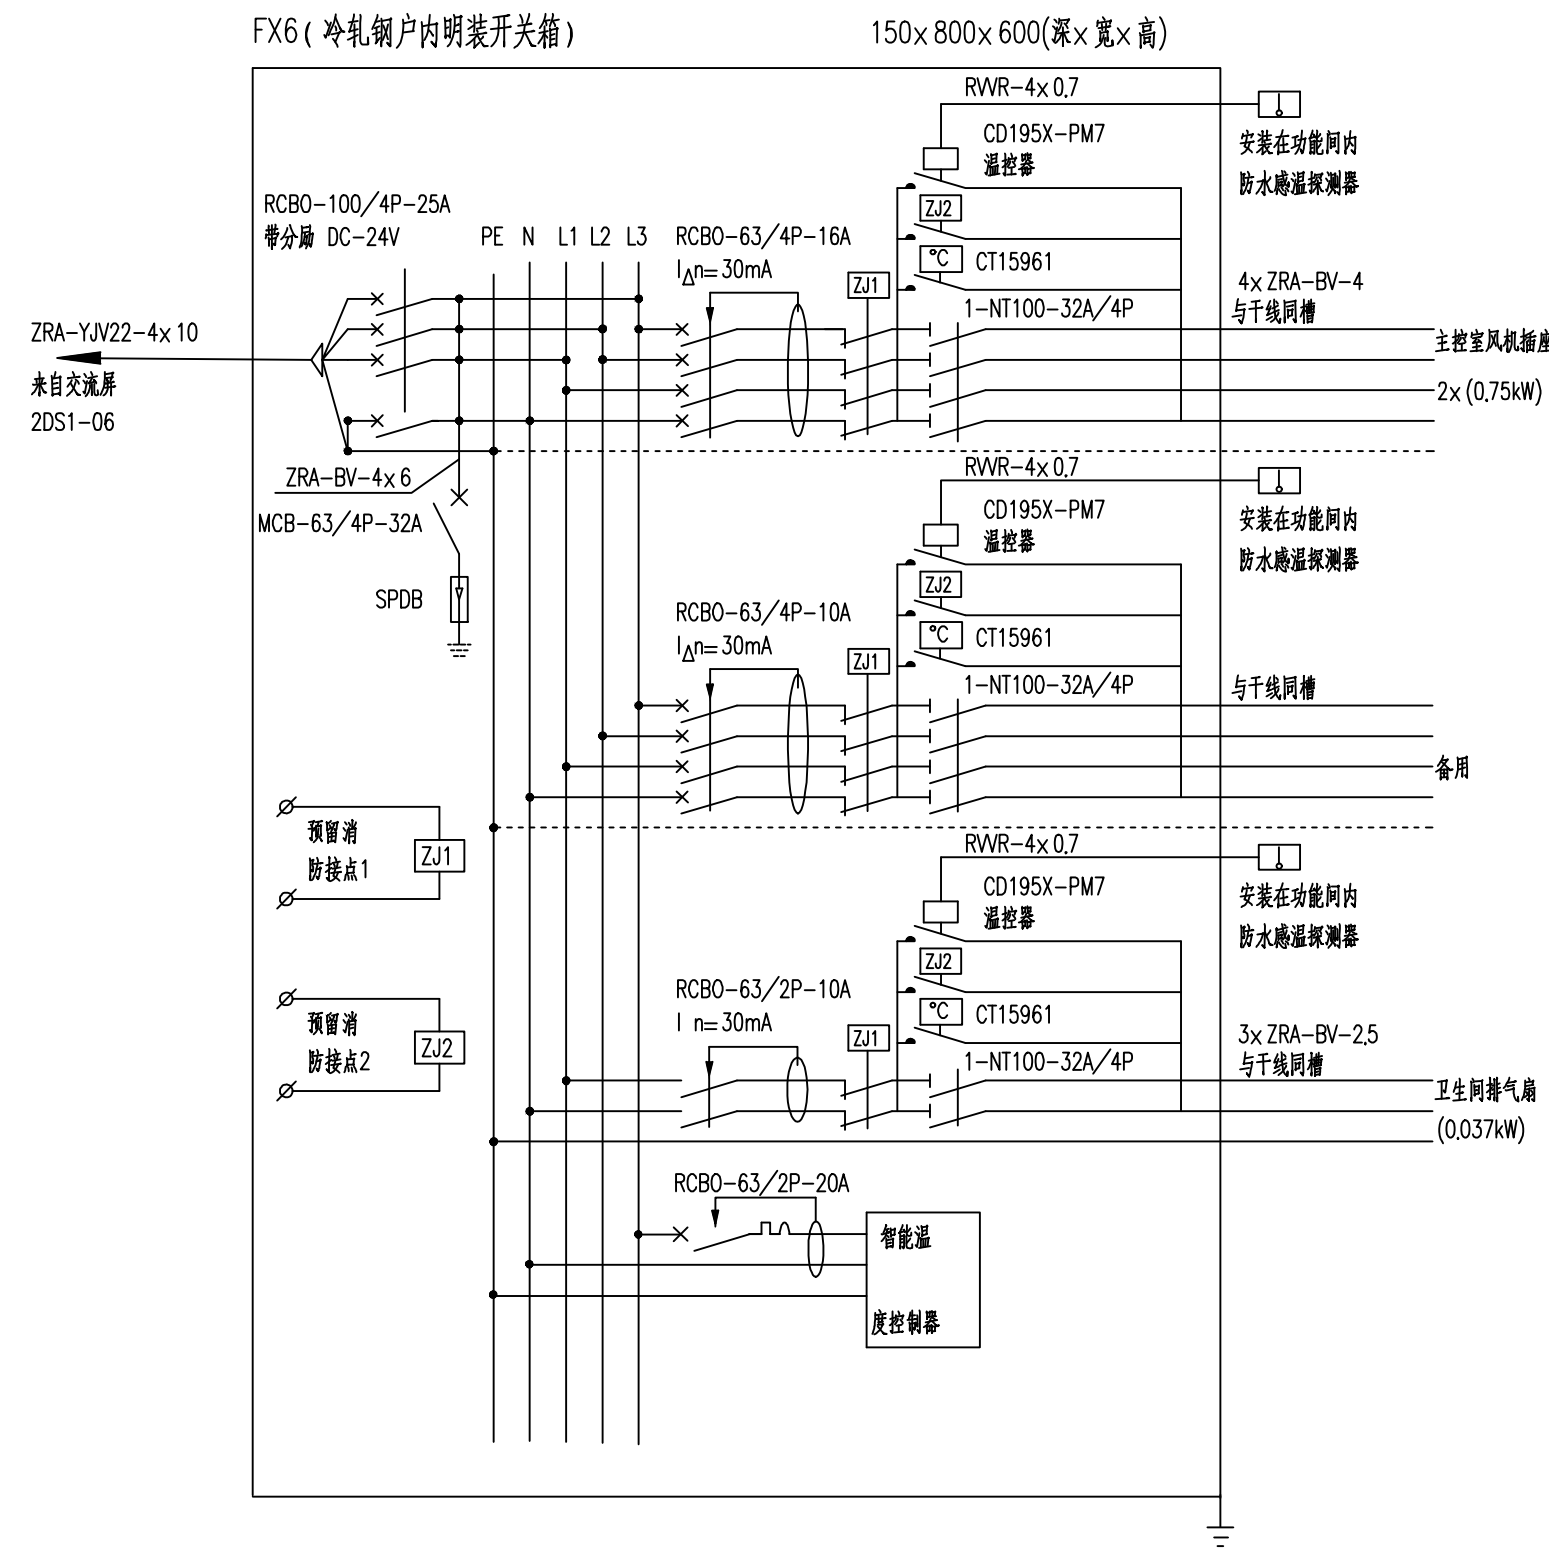 FX6(冷轧钢户内明装开关箱)
150x800x600(深x宽x高)
RVVR-4x0.7
CD195X-PM7
温控器
安装在功能间内
防水感温探测器
RCBO-100/4P-25A
带分励 DC-24V
PE N L1 L2 L3
RCBO-63/4P-16A
I△n=30mA
ZJ2
℃
CT15961
ZJ1
1-NT100-32A/4P
4xZRA-BV-4
与干线同槽
ZRA-YJV22-4x10
来自交流屏
2DS1-06
主控室风机插座
2x(0.75kW)
ZRA-BV-4x6
MCB-63/4P-32A
SPDB
RVVR-4x0.7
CD195X-PM7
温控器
安装在功能间内
防水感温探测器
RCBO-63/4P-10A
I△n=30mA
ZJ2
℃
CT15961
ZJ1
1-NT100-32A/4P
与干线同槽
备用
预留消
防接点1
ZJ1
RVVR-4x0.7
CD195X-PM7
温控器
安装在功能间内
防水感温探测器
RCBO-63/2P-10A
I n=30mA
ZJ2
℃
CT15961
ZJ1
1-NT100-32A/4P
3xZRA-BV-2.5
与干线同槽
预留消
防接点2
ZJ2
卫生间排气扇
(0.037kW)
RCBO-63/2P-20A
智能温
度控制器